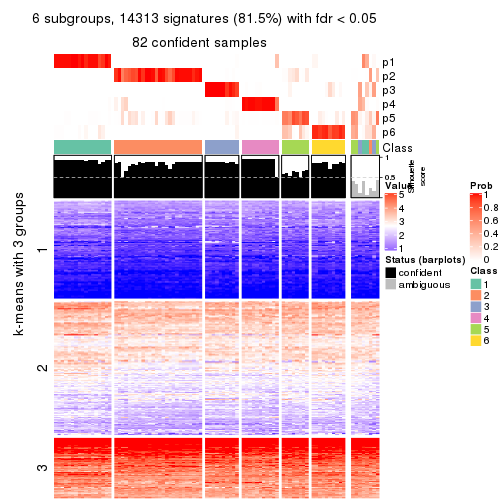 6 subgroups, 14313 signatures (81.5%) with fdr < 0.05
82 confident samples
p1
p2
p3
p4
p5
p6
Class
1
0.5
Silhouette
score
k-means with 3 groups
1
2
3
Value
5
4
3
2
1
Status (barplots)
confident
ambiguous
Prob
1
0.8
0.6
0.4
0.2
0
Class
1
2
3
4
5
6